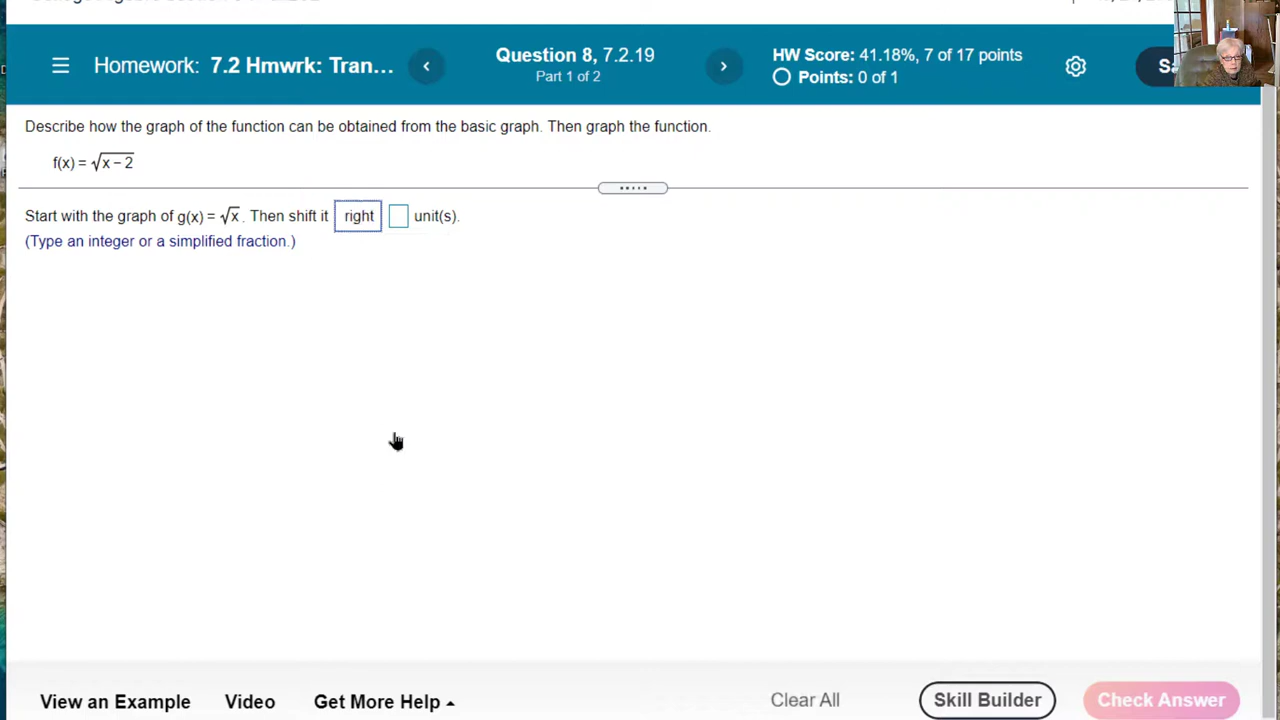 Homework: 7.2 Hmwrk: Tran...
Question 8, 7.2.19
Part 1 of 2
HW Score: 41.18%, 7 of 17 points
Points: 0 of 1
Describe how the graph of the function can be obtained from the basic graph. Then graph the function.
f(x) = √x − 2
Start with the graph of g(x) = √x. Then shift it right unit(s).
(Type an integer or a simplified fraction.)
View an Example
Video
Get More Help
Clear All
Skill Builder
Check Answer